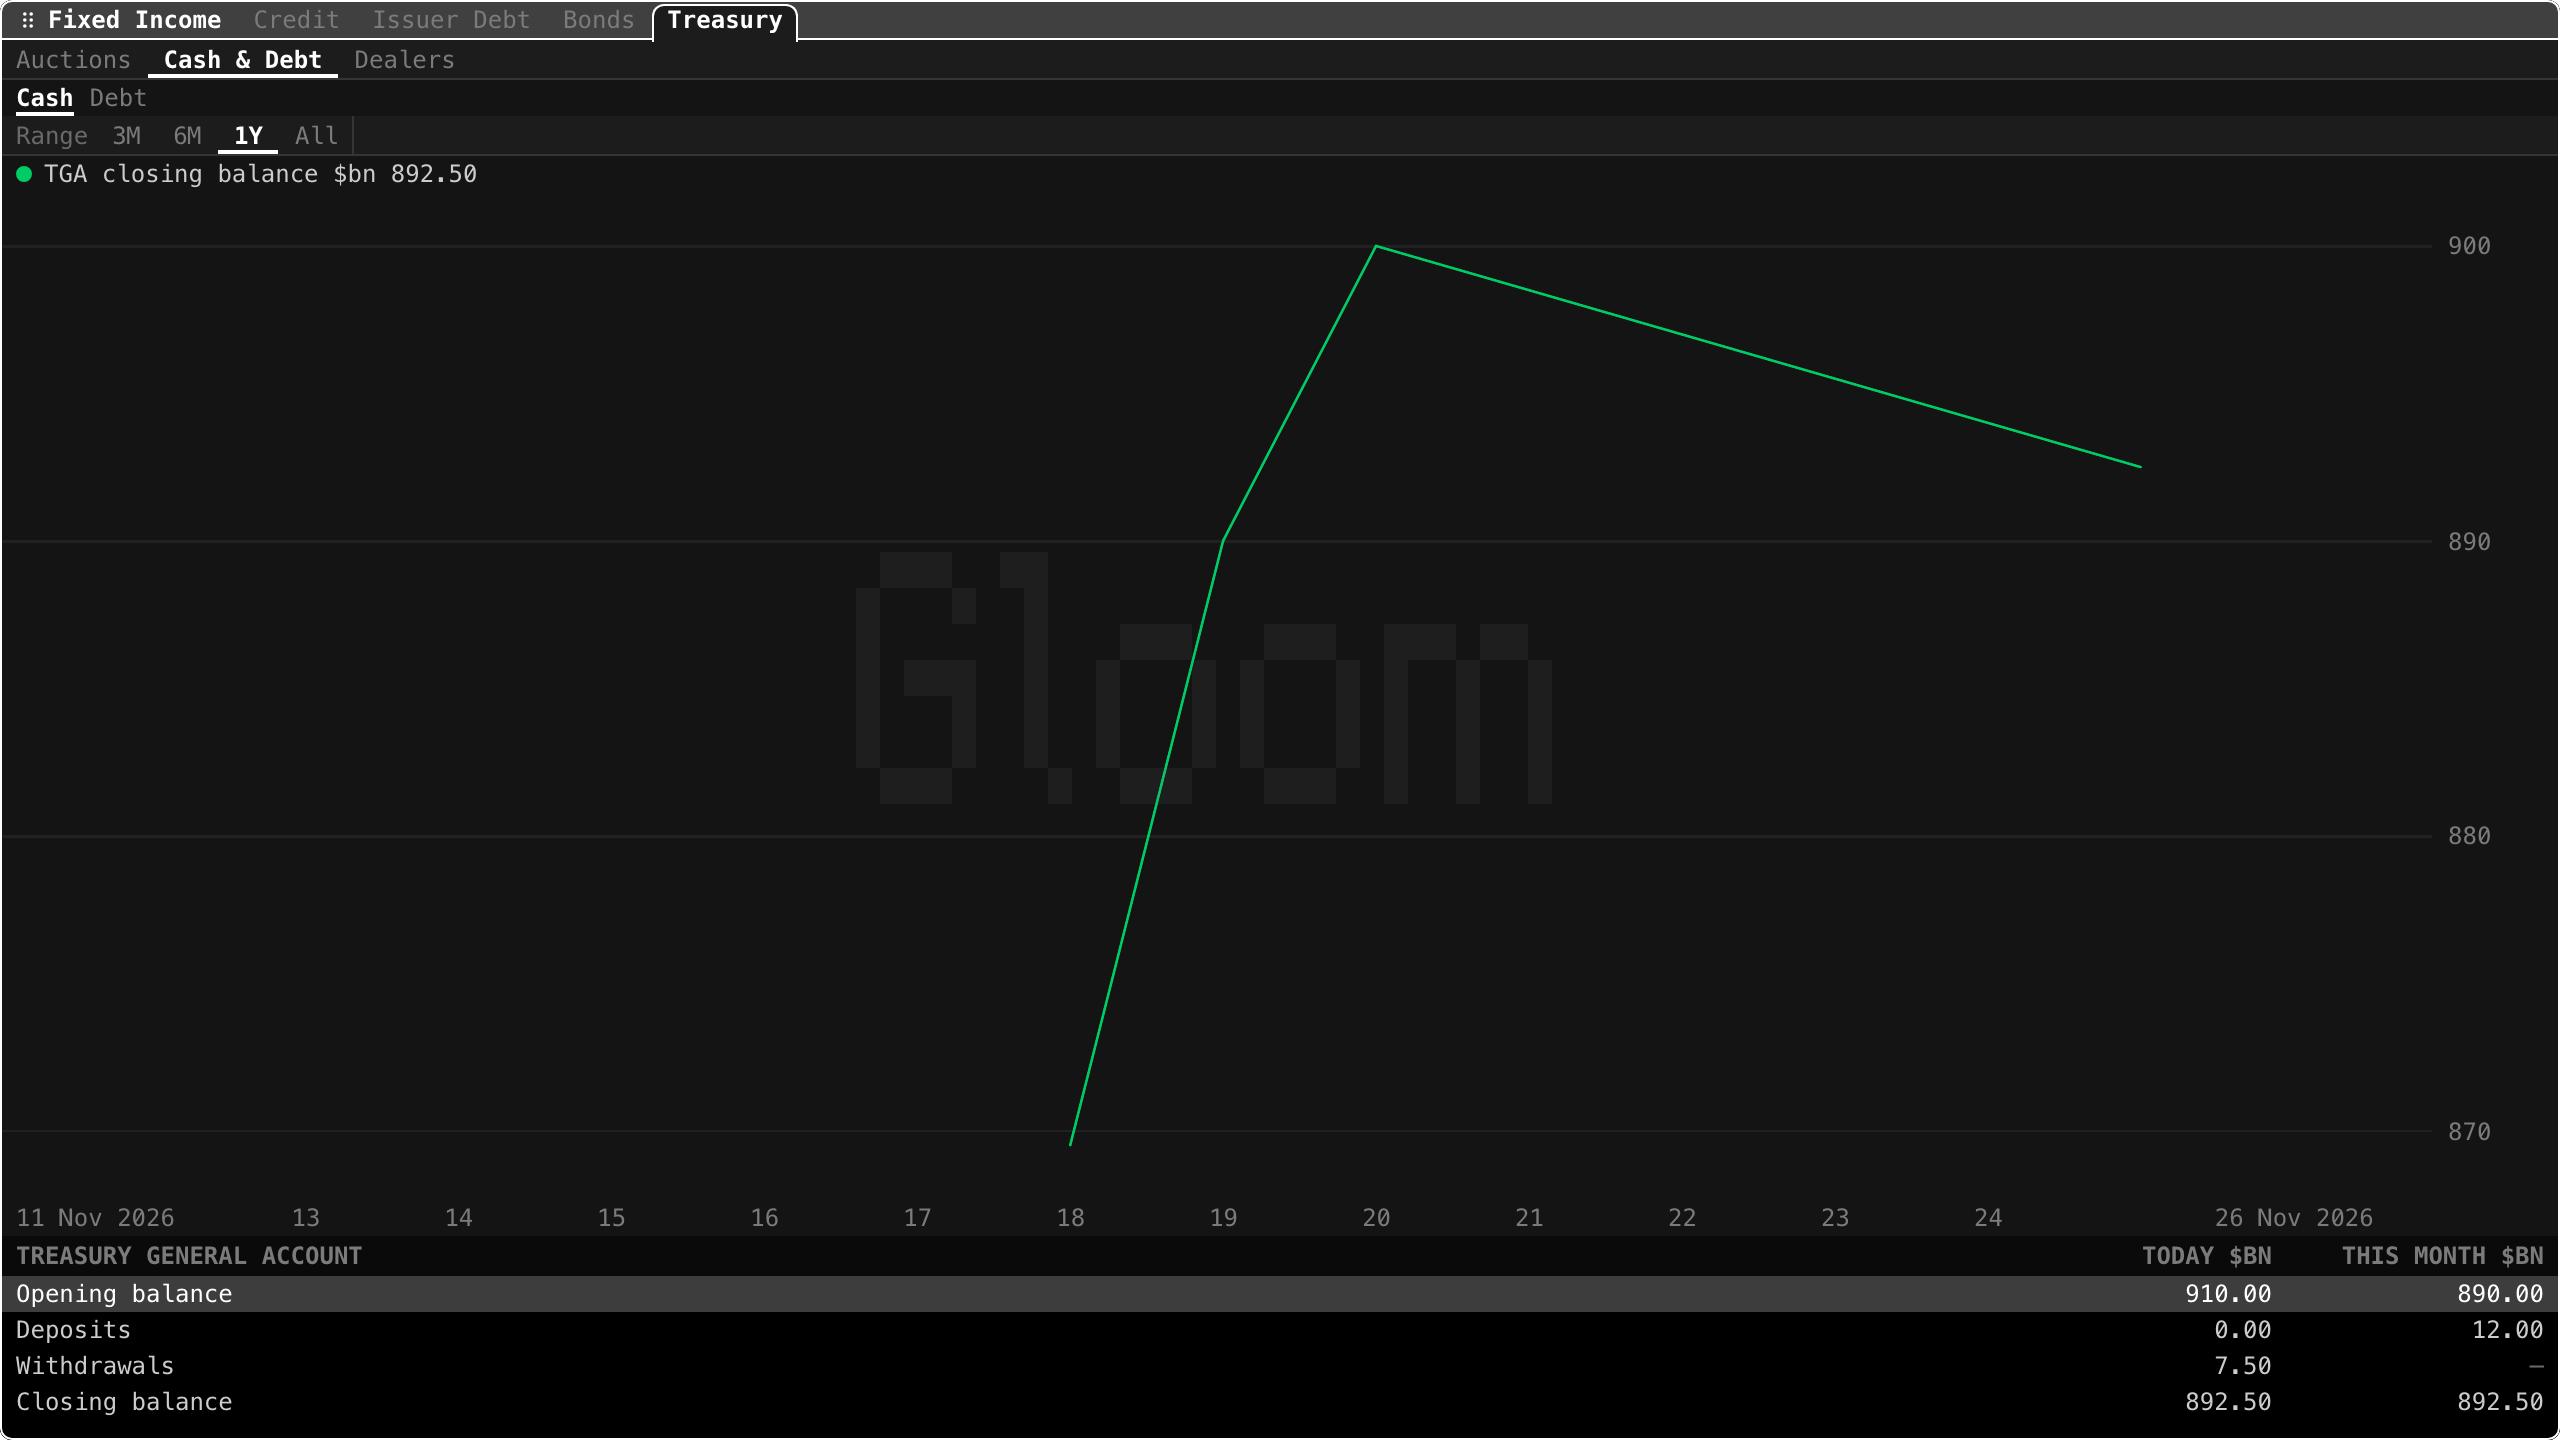 ⠿ Fixed Income Credit Issuer Debt Bonds Treasury
Auctions Cash & Debt Dealers
Cash Debt
Range 3M 6M 1Y All
TGA closing balance $bn 892.50
900
890
Gloom
880
870
11 Nov 2026 13 14 15 16 17 18 19 20 21 22 23 24 26 Nov 2026
TREASURY GENERAL ACCOUNT TODAY $BN THIS MONTH $BN
Opening balance 910.00 890.00
Deposits 0.00 12.00
Withdrawals 7.50 —
Closing balance 892.50 892.50